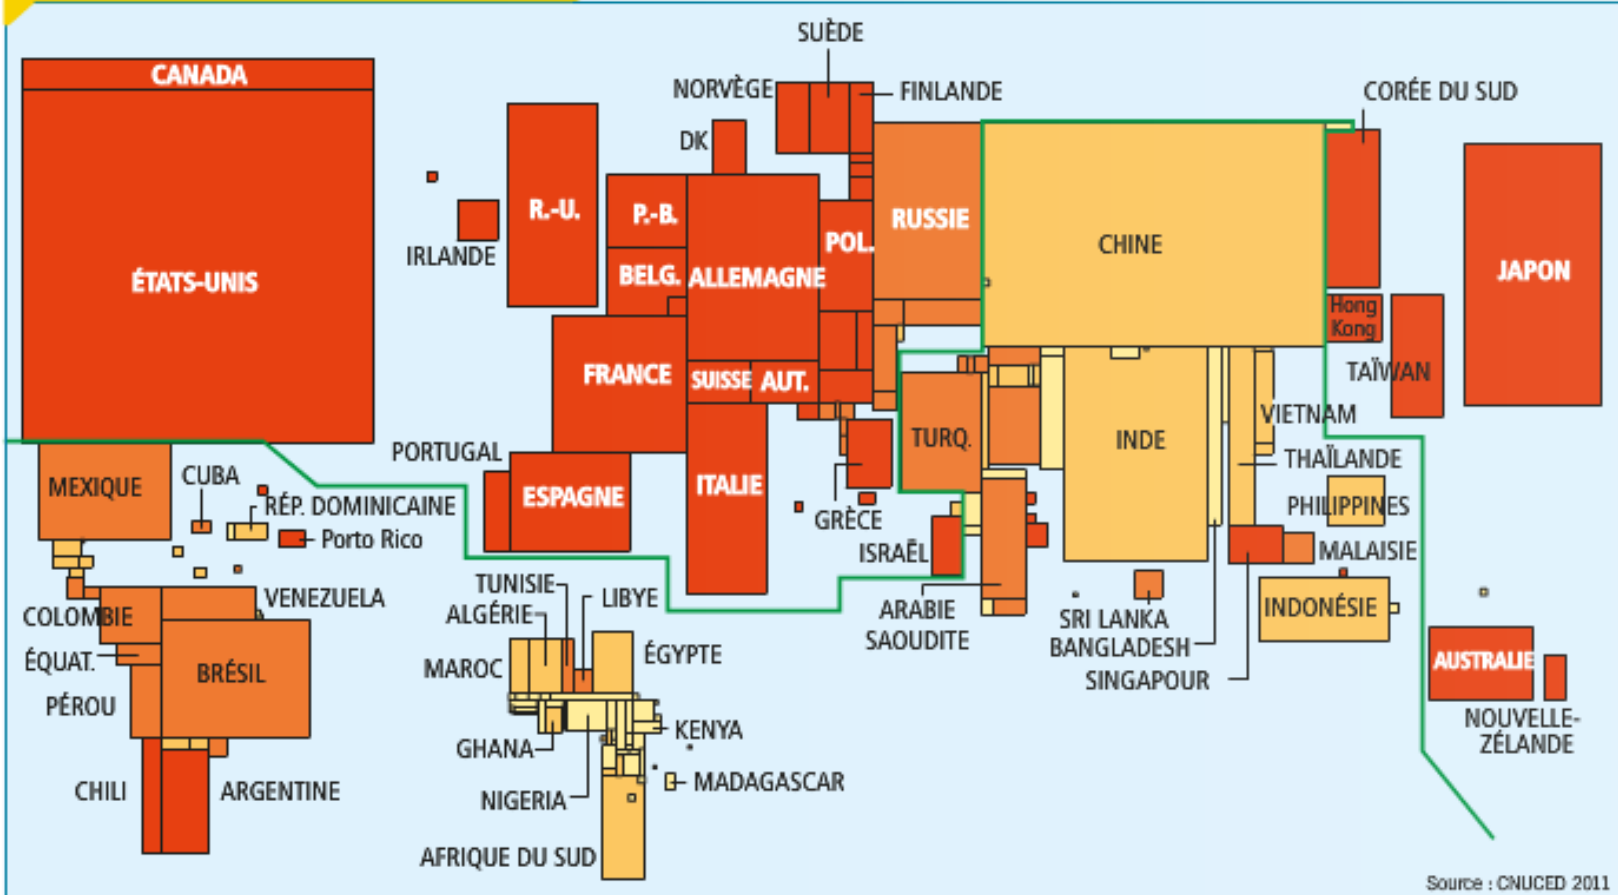 SUÈDE
NORVÈGE
FINLANDE
CORÉE DU SUD
CANADA
DK
R.-U.
P.-B.
POL.
RUSSIE
CHINE
IRLANDE
ÉTATS-UNIS
BELG.
ALLEMAGNE
JAPON
Hong
Kong
FRANCE
SUISSE
AUT.
TAÏWAN
VIETNAM
TURQ.
INDE
PORTUGAL
THAÏLANDE
MEXIQUE
CUBA
ESPAGNE
ITALIE
RÉP. DOMINICAINE
PHILIPPINES
GRÈCE
Porto Rico
ISRAËL
MALAISIE
TUNISIE
VENEZUELA
LIBYE
ARABIE
SAOUDITE
INDONÉSIE
COLOMBIE
ALGÉRIE
SRI LANKA
BANGLADESH
ÉQUAT.
BRÉSIL
MAROC
ÉGYPTE
SINGAPOUR
AUSTRALIE
PÉROU
KENYA
NOUVELLE-
ZÉLANDE
GHANA
CHILI
ARGENTINE
NIGERIA
MADAGASCAR
AFRIQUE DU SUD
Source : CNUCED 2011